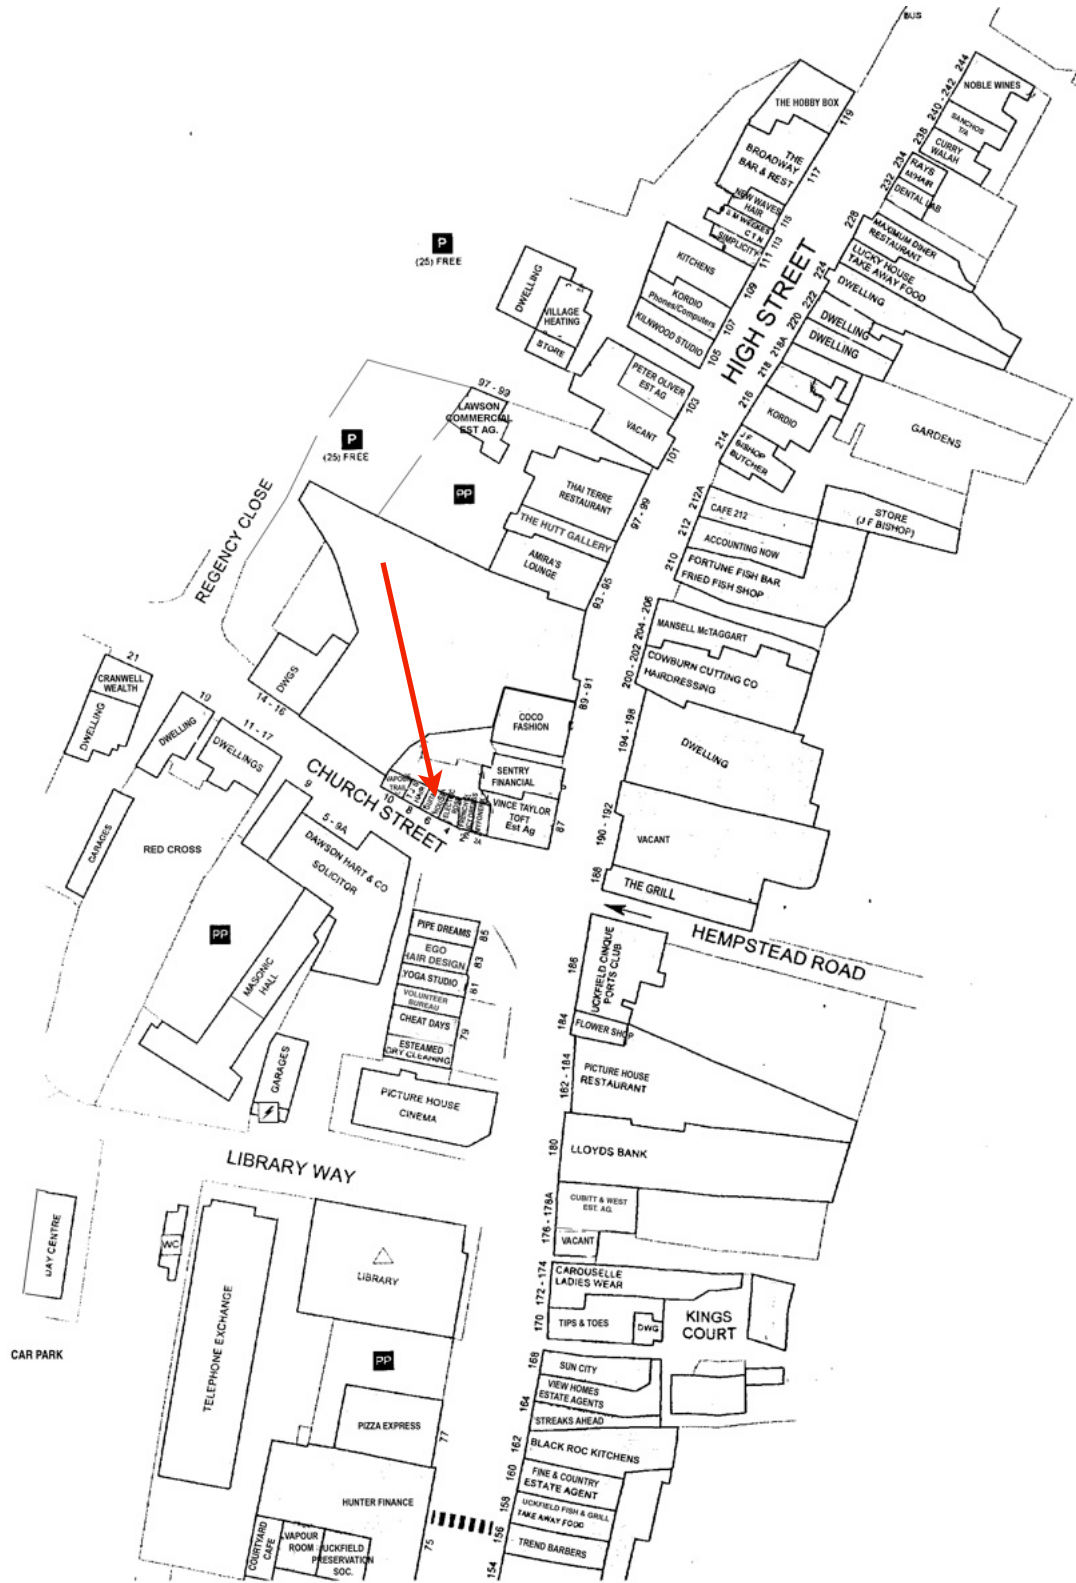 BUS
244
NOBLE WINES
240 - 242
SANCHOS
T/A
238
CURRY
WALAH
234
RAYS
M/HAIR
232
DENTAL LAB
228
MAXIMUM DINER
RESTAURANT
LUCKY HOUSE
TAKE AWAY FOOD
224
DWELLING
222
DWELLING
220
DWELLING
218A
218
216
KORDIO
214
J F
BISHOP
BUTCHER
GARDENS
THE HOBBY BOX
119
THE
BROADWAY
BAR & REST
117
NEW WAVES
HAIR
115
S M WEEKES
C T N
113
SIMPLICITY
111
KITCHENS
109
KORDIO
Phones/Computers
107
KILNWOOD STUDIO
105
HIGH STREET
P
(25) FREE
DWELLING
VILLAGE
HEATING
STORE
PETER OLIVER
EST AG
103
VACANT
101
97 - 99
LAWSON
COMMERCIAL
EST AG.
P
(25) FREE
PP
THAI TERRE
RESTAURANT
97 - 99
THE HUTT GALLERY
AMIRA'S
LOUNGE
93 - 95
REGENCY CLOSE
212A
CAFE 212
212
ACCOUNTING NOW
STORE
(J F BISHOP)
210
FORTUNE FISH BAR
FRIED FISH SHOP
204 - 206
MANSELL McTAGGART
200 - 202
COWBURN CUTTING CO
HAIRDRESSING
194 - 198
DWELLING
190 - 192
VACANT
188
THE GRILL
HEMPSTEAD ROAD
21
CRANWELL
WEALTH
DWELLING
19
DWELLING
11 - 17
DWELLINGS
14 - 16
DWGS
89 - 91
COCO
FASHION
SENTRY
FINANCIAL
VINCE TAYLOR
TOFT
Est Ag
87
VAPOUR
TRAIL
10
8
6
4
2A
CHURCH STREET
9
5 - 9A
DAWSON HART & CO
SOLICITOR
GARAGES
RED CROSS
PP
MASONIC
HALL
GARAGES
PIPE DREAMS
85
EGO
HAIR DESIGN
83
YOGA STUDIO
81
VOLUNTEER
BUREAU
CHEAT DAYS
79
ESTEAMED
DRY CLEANING
PICTURE HOUSE
CINEMA
186
UCKFIELD CINQUE
PORTS CLUB
184
FLOWER SHOP
182 - 184
PICTURE HOUSE
RESTAURANT
180
LLOYDS BANK
176 - 178A
CUBITT & WEST
EST. AG.
VACANT
172 - 174
CAROUSELLE
LADIES WEAR
170
TIPS & TOES
DWG
KINGS
COURT
LIBRARY WAY
DAY CENTRE
WC
TELEPHONE EXCHANGE
LIBRARY
CAR PARK
PP
PIZZA EXPRESS
77
HUNTER FINANCE
75
COURTYARD
CAFE
VAPOUR
ROOM
UCKFIELD
PRESERVATION
SOC.
168
SUN CITY
VIEW HOMES
ESTATE AGENTS
164
STREAKS AHEAD
162
BLACK ROC KITCHENS
160
FINE & COUNTRY
ESTATE AGENT
158
UCKFIELD FISH & GRILL
TAKE AWAY FOOD
156
TREND BARBERS
154